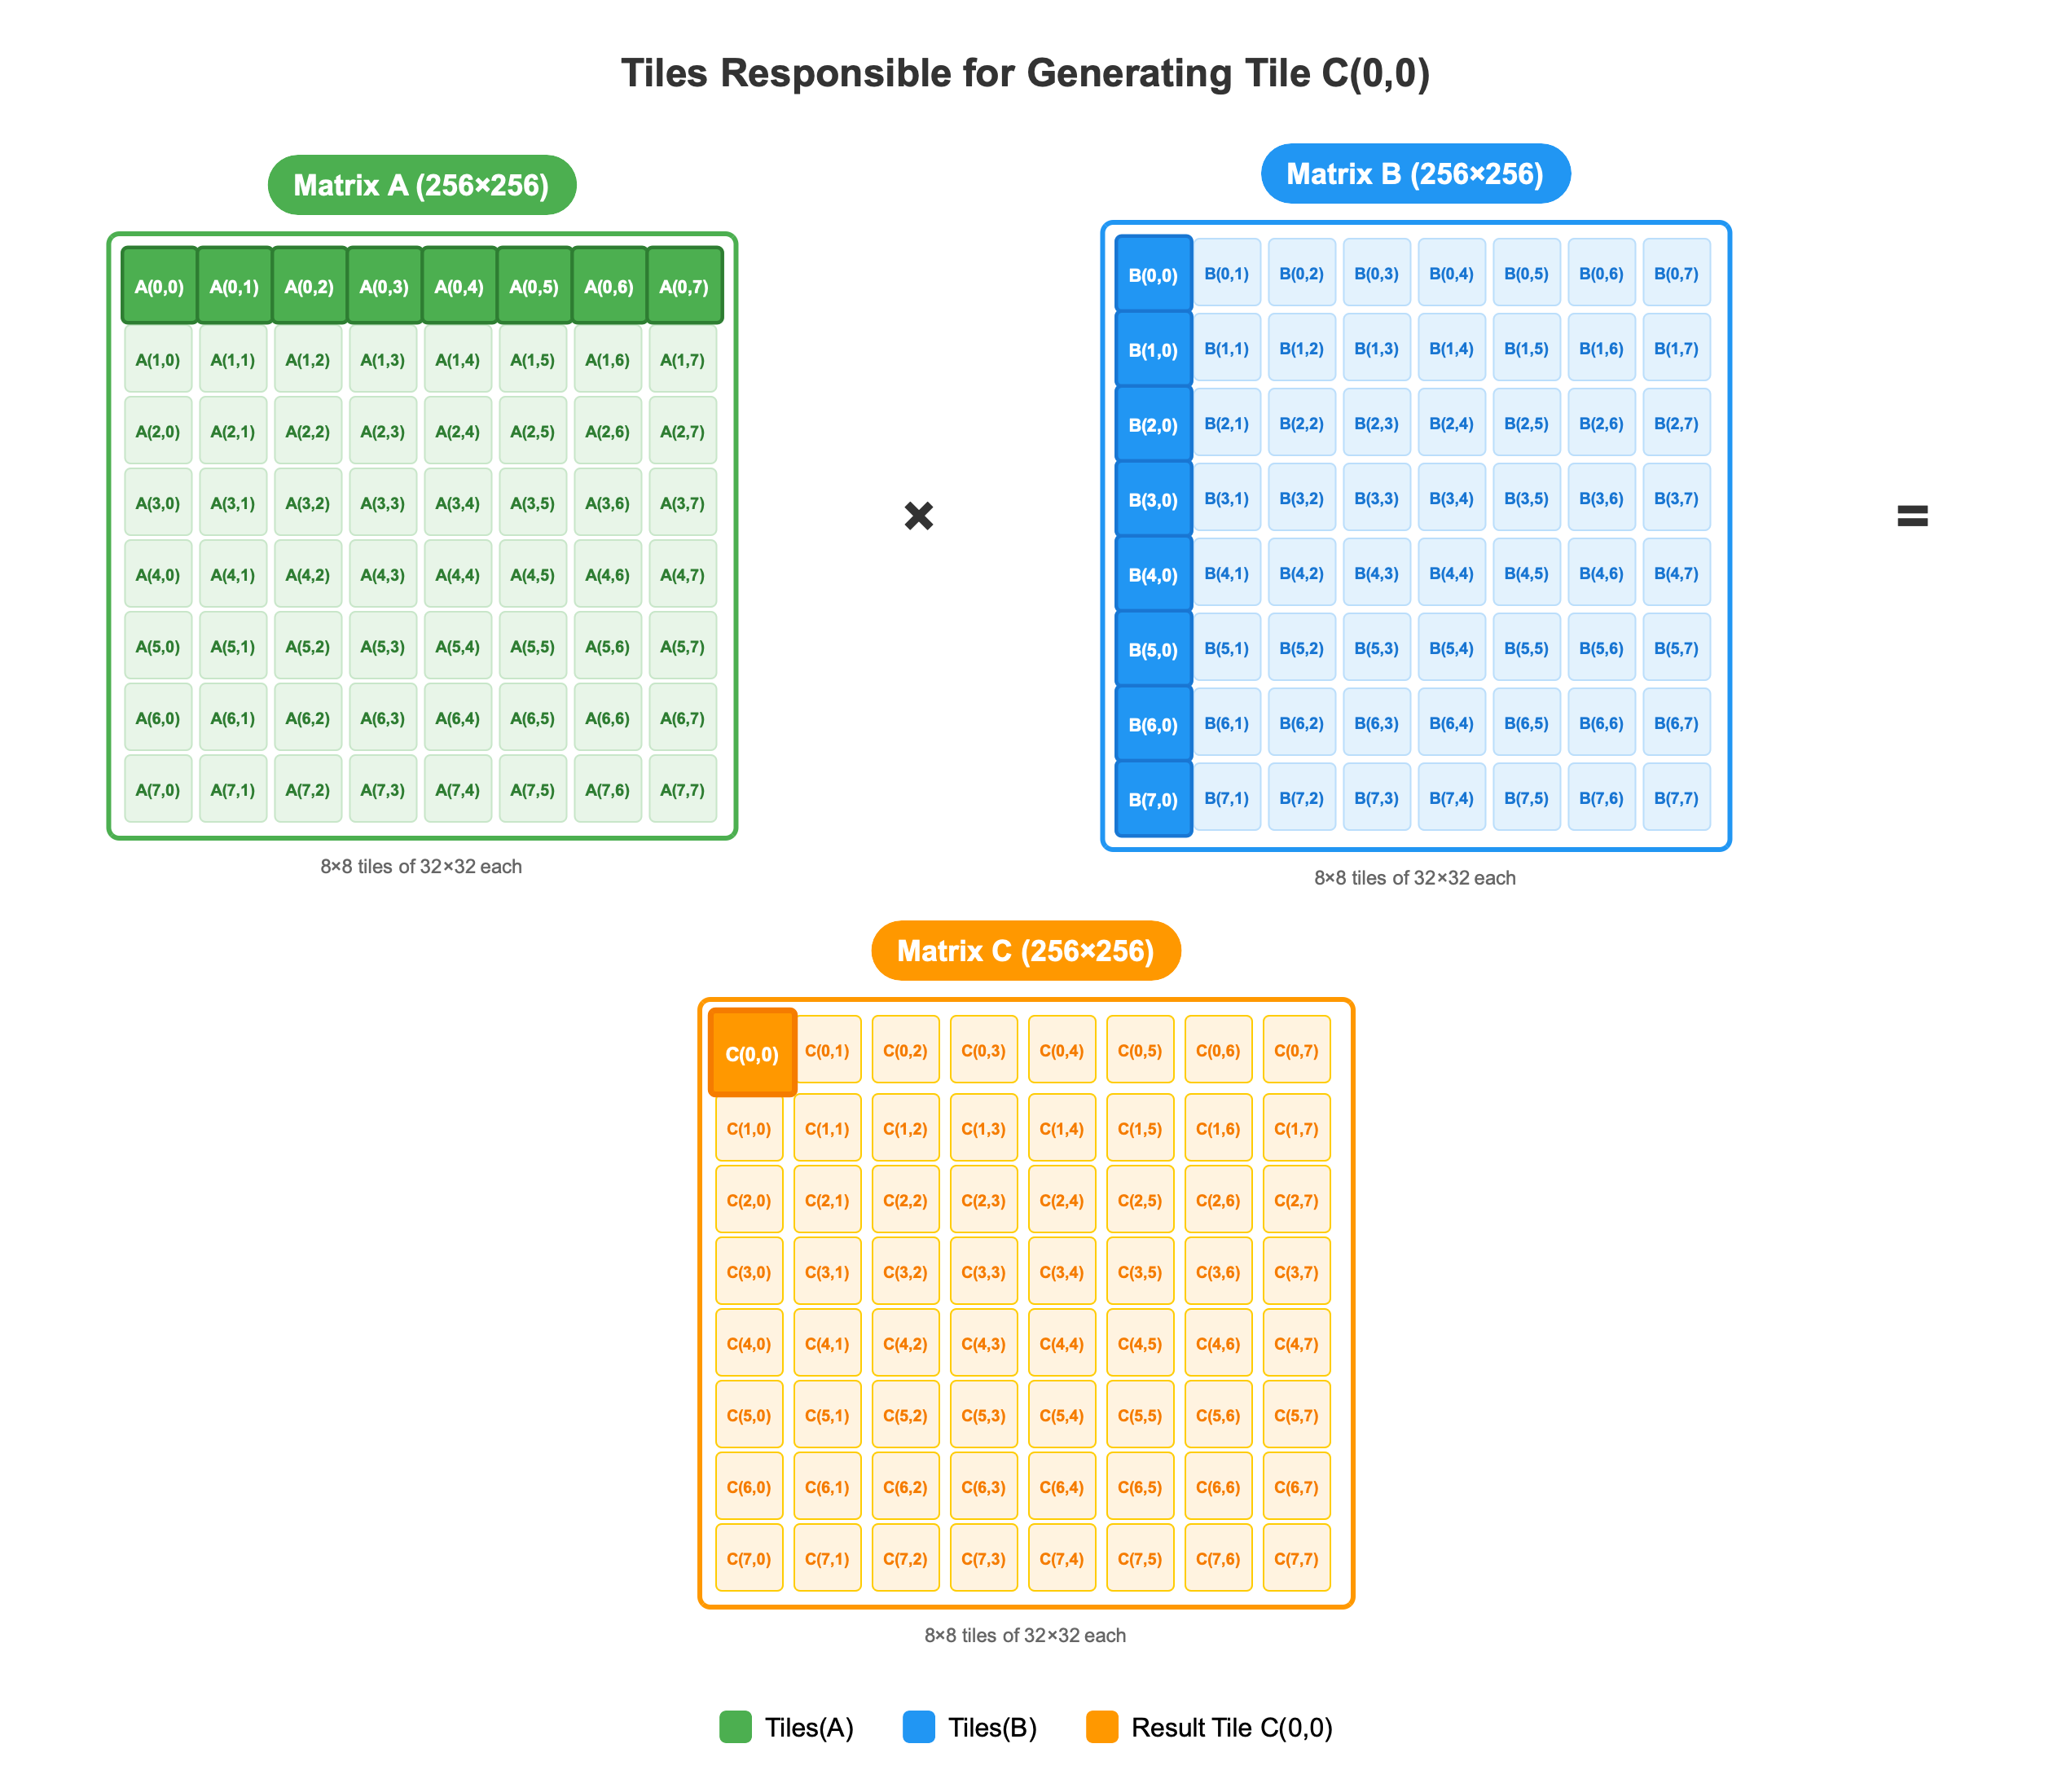 Tiles Responsible for Generating Tile C(0,0)
Matrix A (256×256)
A(0,0) A(0,1) A(0,2) A(0,3) A(0,4) A(0,5) A(0,6) A(0,7)
A(1,0) A(1,1) A(1,2) A(1,3) A(1,4) A(1,5) A(1,6) A(1,7)
A(2,0) A(2,1) A(2,2) A(2,3) A(2,4) A(2,5) A(2,6) A(2,7)
A(3,0) A(3,1) A(3,2) A(3,3) A(3,4) A(3,5) A(3,6) A(3,7)
A(4,0) A(4,1) A(4,2) A(4,3) A(4,4) A(4,5) A(4,6) A(4,7)
A(5,0) A(5,1) A(5,2) A(5,3) A(5,4) A(5,5) A(5,6) A(5,7)
A(6,0) A(6,1) A(6,2) A(6,3) A(6,4) A(6,5) A(6,6) A(6,7)
A(7,0) A(7,1) A(7,2) A(7,3) A(7,4) A(7,5) A(7,6) A(7,7)
8×8 tiles of 32×32 each
×
Matrix B (256×256)
B(0,0) B(0,1) B(0,2) B(0,3) B(0,4) B(0,5) B(0,6) B(0,7)
B(1,0) B(1,1) B(1,2) B(1,3) B(1,4) B(1,5) B(1,6) B(1,7)
B(2,0) B(2,1) B(2,2) B(2,3) B(2,4) B(2,5) B(2,6) B(2,7)
B(3,0) B(3,1) B(3,2) B(3,3) B(3,4) B(3,5) B(3,6) B(3,7)
B(4,0) B(4,1) B(4,2) B(4,3) B(4,4) B(4,5) B(4,6) B(4,7)
B(5,0) B(5,1) B(5,2) B(5,3) B(5,4) B(5,5) B(5,6) B(5,7)
B(6,0) B(6,1) B(6,2) B(6,3) B(6,4) B(6,5) B(6,6) B(6,7)
B(7,0) B(7,1) B(7,2) B(7,3) B(7,4) B(7,5) B(7,6) B(7,7)
8×8 tiles of 32×32 each
=
Matrix C (256×256)
C(0,0) C(0,1) C(0,2) C(0,3) C(0,4) C(0,5) C(0,6) C(0,7)
C(1,0) C(1,1) C(1,2) C(1,3) C(1,4) C(1,5) C(1,6) C(1,7)
C(2,0) C(2,1) C(2,2) C(2,3) C(2,4) C(2,5) C(2,6) C(2,7)
C(3,0) C(3,1) C(3,2) C(3,3) C(3,4) C(3,5) C(3,6) C(3,7)
C(4,0) C(4,1) C(4,2) C(4,3) C(4,4) C(4,5) C(4,6) C(4,7)
C(5,0) C(5,1) C(5,2) C(5,3) C(5,4) C(5,5) C(5,6) C(5,7)
C(6,0) C(6,1) C(6,2) C(6,3) C(6,4) C(6,5) C(6,6) C(6,7)
C(7,0) C(7,1) C(7,2) C(7,3) C(7,4) C(7,5) C(7,6) C(7,7)
8×8 tiles of 32×32 each
Tiles(A) Tiles(B) Result Tile C(0,0)